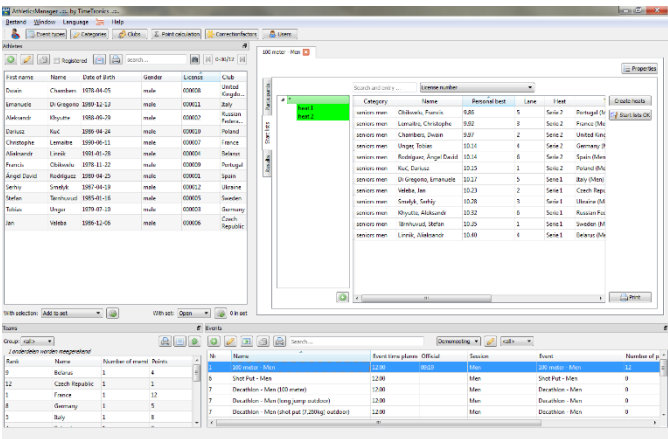 AthleticsManager -::- by TimeTronics -::-
Bestand Window Language Help
Event types Categories Clubs Point calculation Correctionfactors Users
Athletes
Registered search... 0-30/12
First name Name Date of Birth Gender Licence Club
Dwain Chambers 1978-04-05 male 000008 United Kingdo...
Emanuele Di Gregorio 1980-12-13 male 000011 Italy
Aleksandr Khyutte 1988-09-29 male 000002 Russian Federa...
Dariusz Kuć 1986-04-24 male 000010 Poland
Christophe Lemaitre 1990-06-11 male 000007 France
Aliaksandr Linnik 1991-01-28 male 000004 Belarus
Francis Obikwelu 1978-11-22 male 000009 Portugal
Ángel David Rodríguez 1980-04-25 male 000001 Spain
Serhiy Smelyk 1987-04-19 male 000012 Ukraine
Stefan Tärnhuvud 1985-01-16 male 000005 Sweden
Tobias Unger 1979-07-10 male 000003 Germany
Jan Veleba 1986-12-06 male 000006 Czech Republic
With selection: Add to set With set: Open 0 in set
100 meter - Men
Properties
Participants
Start lists
Results
heat 1
heat 2
Search and entry... License number
Category Name Personal best Lane Heat
seniors men Obikwelu, Francis 9.86 5 Serie 2 Portugal (M
seniors men Lemaitre, Christophe 9.92 3 Serie 2 France (Me
seniors men Chambers, Dwain 9.97 2 Serie 2 United King
seniors men Unger, Tobias 10.14 4 Serie 2 Germany (M
seniors men Rodríguez, Ángel David 10.14 6 Serie 2 Spain (Men
seniors men Kuć, Dariusz 10.15 1 Serie 2 Poland (Me
seniors men Di Gregorio, Emanuele 10.17 5 Serie 1 Italy (Men)
seniors men Veleba, Jan 10.23 2 Serie 1 Czech Repu
seniors men Smelyk, Serhiy 10.28 3 Serie 1 Ukraine (M
seniors men Khyutte, Aleksandr 10.32 6 Serie 1 Russian Fed
seniors men Tärnhuvud, Stefan 10.35 1 Serie 1 Sweden (M
seniors men Linnik, Aliaksandr 10.40 4 Serie 1 Belarus (M
Create heats
Start lists OK
Print
Teams
Group: <all>
Rank Name Number of memb Points
9 Belarus 1 4
12 Czech Republic 1 1
1 France 1 12
8 Germany 1 5
5 Italy 1 8
Events
Search... Demomeeting <all>
Nr Name Event time planned Official Session Event Number of p
1 100 meter - Men 12:00 Men 100 meter - Men 12
6 Shot Put - Men 12:00 Men Shot Put - Men 0
7 Decathlon - Men (100 meter) 12:00 Men Decathlon - Men 0
7 Decathlon - Men (long jump outdoor) 12:00 Men Decathlon - Men 0
7 Decathlon - Men (shot put (7,260kg) outdoor) 12:00 Men Decathlon - Men 0